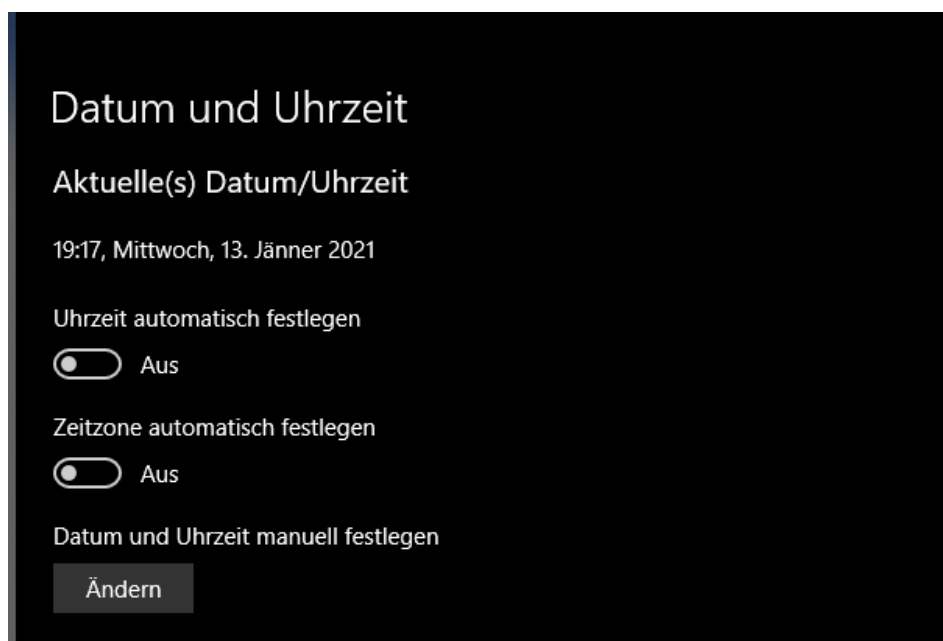 Datum und Uhrzeit
Aktuelle(s) Datum/Uhrzeit
19:17, Mittwoch, 13. Jänner 2021
Uhrzeit automatisch festlegen
Aus
Zeitzone automatisch festlegen
Aus
Datum und Uhrzeit manuell festlegen
Ändern